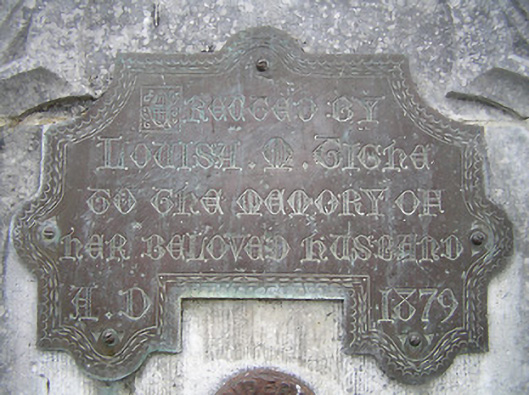 ERECTED BY
LOUISA . M . TIGHE
TO THE MEMORY OF
HER BELOVED HUSBAND
A . D 1879